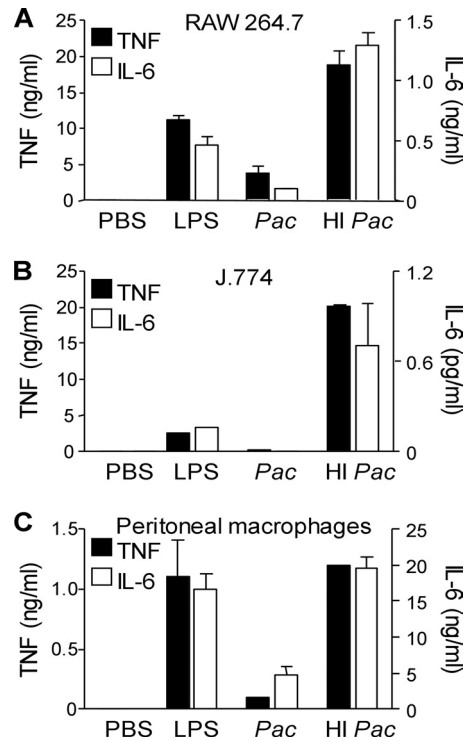 A
RAW 264.7
TNF
IL-6
TNF (ng/ml)
25
20
15
10
5
0
IL-6 (ng/ml)
1.5
1.0
0.5
0
PBS LPS Pac HI Pac
B
J.774
TNF
IL-6
TNF (ng/ml)
25
20
15
10
5
0
IL-6 (pg/ml)
1.2
0.6
0
PBS LPS Pac HI Pac
C
Peritoneal macrophages
TNF
IL-6
TNF (ng/ml)
1.5
1.0
0.5
0
IL-6 (ng/ml)
25
20
15
10
5
0
PBS LPS Pac HI Pac